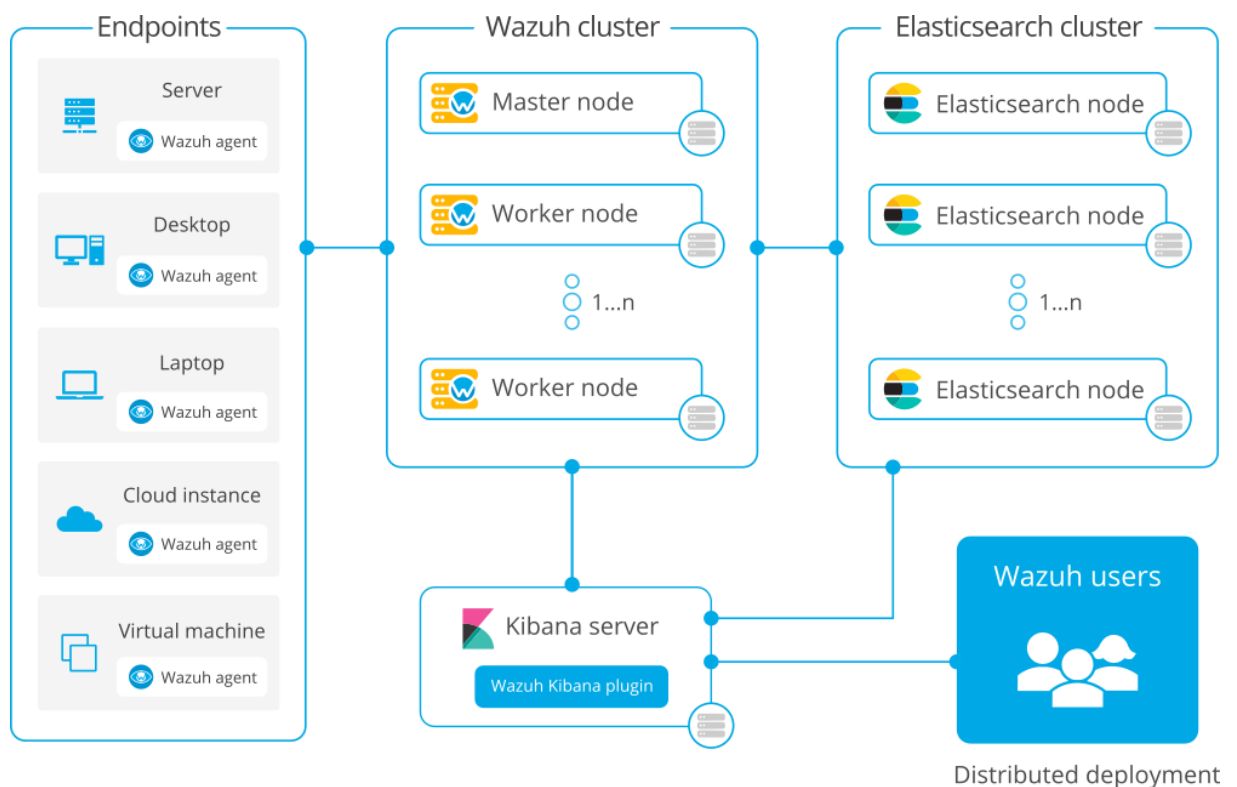 Endpoints
Server
Wazuh agent
Desktop
Wazuh agent
Laptop
Wazuh agent
Cloud instance
Wazuh agent
Virtual machine
Wazuh agent
Wazuh cluster
Master node
Worker node
1...n
Worker node
Elasticsearch cluster
Elasticsearch node
Elasticsearch node
1...n
Elasticsearch node
Kibana server
Wazuh Kibana plugin
Wazuh users
Distributed deployment